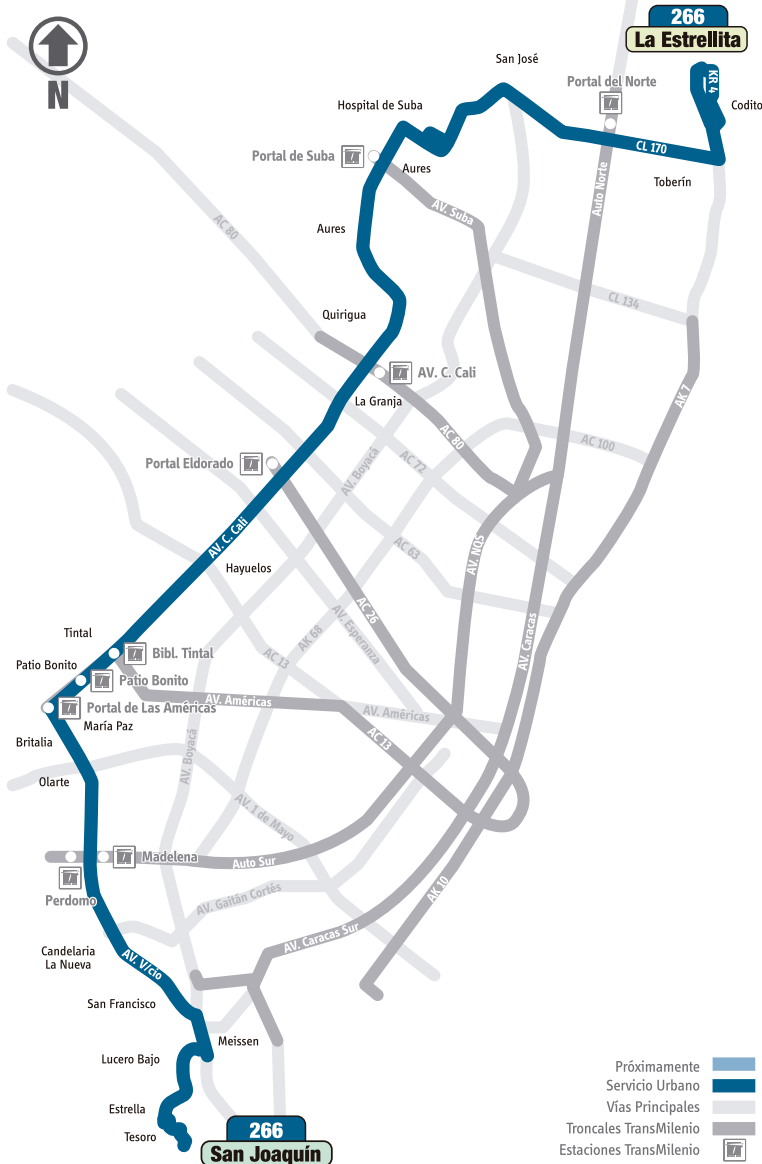 266
La Estrellita
N
San José
Portal del Norte
KR 4
Codito
Hospital de Suba
CL 170
Portal de Suba
Aures
Toberín
Auto Norte
AV. Suba
AC 80
Aures
CL 134
Quirigua
AV. C. Cali
La Granja
AK 7
AC 80
AC 100
Portal Eldorado
AV. Boyacá
AC 72
AV. C. Cali
AV. NQS
AC 63
Hayuelos
AC 26
AV. Esperanza
AK 68
AV. Caracas
Tintal
Bibl. Tintal
AC 13
Patio Bonito
Patio Bonito
Portal de Las Américas
AV. Américas
AV. Américas
María Paz
Britalia
AC 13
AV. Boyacá
Olarte
AV. 1 de Mayo
Madelena
Auto Sur
Perdomo
AK 10
AV. Gaitán Cortés
AV. Caracas Sur
Candelaria
La Nueva
AV. V/cio
San Francisco
Meissen
Lucero Bajo
Estrella
Tesoro
266
San Joaquín
Próximamente
Servicio Urbano
Vías Principales
Troncales TransMilenio
Estaciones TransMilenio